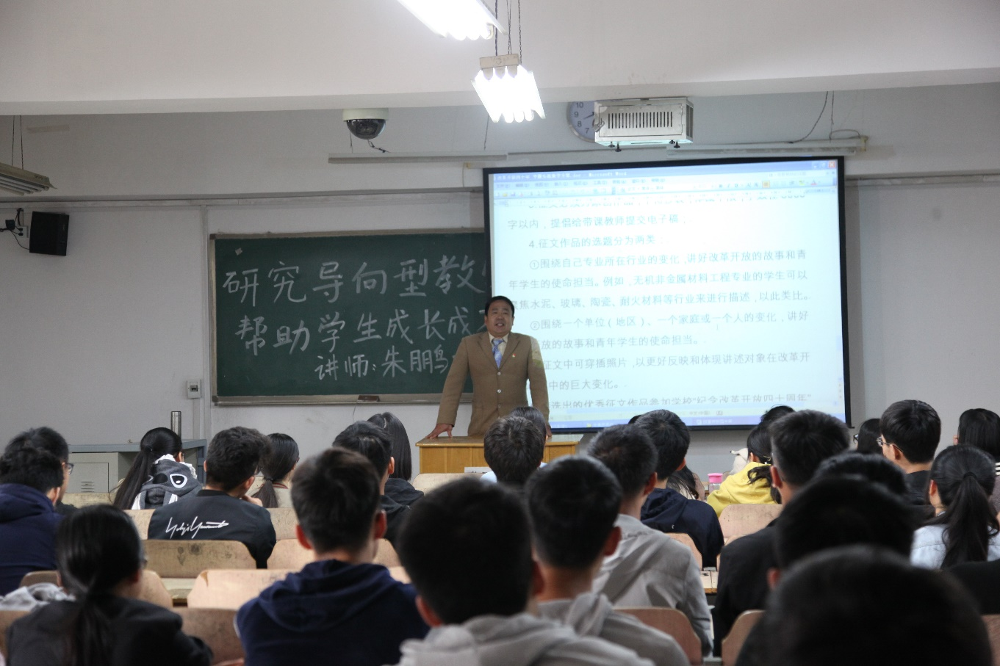 研究导向型教
帮助学生成长成
讲师:朱鹏
字以内，提倡给带课教师提交电子稿；
4.征文作品的选题分为两类：
①围绕自己专业所在行业的变化,讲好改革开放的故事和青
年学生的使命担当。例如，无机非金属材料工程专业的学生可以
焦水泥、玻璃、陶瓷、耐火材料等行业来进行描述，以此类比。
②围绕一个单位（地区）、一个家庭或一个人的变化，讲好
放的故事和青年学生的使命担当。
征文中可穿插照片，以更好反映和体现讲述对象在改革开
中的巨大变化。
选出的优秀征文作品参加学校“纪念改革开放四十周年”